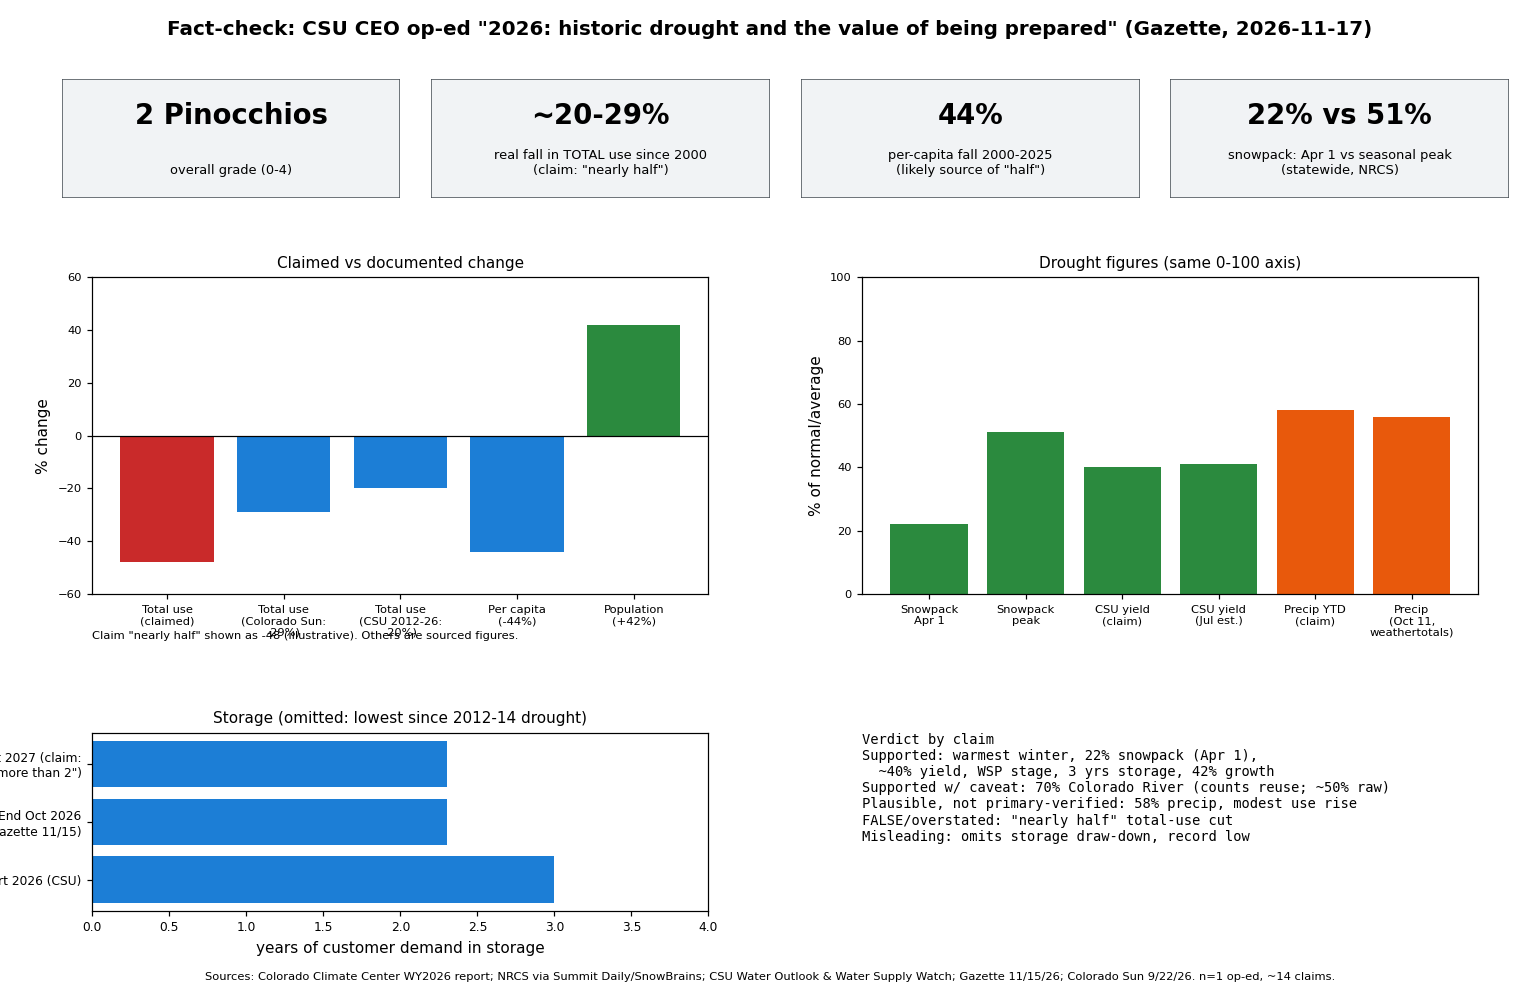 Fact-check: CSU CEO op-ed "2026: historic drought and the value of being prepared" (Gazette, 2026-11-17)
2 Pinocchios
overall grade (0-4)
~20-29%
real fall in TOTAL use since 2000
(claim: "nearly half")
44%
per-capita fall 2000-2025
(likely source of "half")
22% vs 51%
snowpack: Apr 1 vs seasonal peak
(statewide, NRCS)
Claimed vs documented change
% change
60
40
20
0
−20
−40
−60
Total use
(claimed)
Total use
(Colorado Sun:
-29%)
Total use
(CSU 2012-26:
-20%)
Per capita
(-44%)
Population
(+42%)
Claim "nearly half" shown as -48 (illustrative). Others are sourced figures.
Drought figures (same 0-100 axis)
% of normal/average
100
80
60
40
20
0
Snowpack
Apr 1
Snowpack
peak
CSU yield
(claim)
CSU yield
(Jul est.)
Precip YTD
(claim)
Precip
(Oct 11,
weathertotals)
Storage (omitted: lowest since 2012-14 drought)
2027 (claim:
more than 2")
End Oct 2026
azette 11/15)
rt 2026 (CSU)
0.0 0.5 1.0 1.5 2.0 2.5 3.0 3.5 4.0
years of customer demand in storage
Verdict by claim
Supported: warmest winter, 22% snowpack (Apr 1),
~40% yield, WSP stage, 3 yrs storage, 42% growth
Supported w/ caveat: 70% Colorado River (counts reuse; ~50% raw)
Plausible, not primary-verified: 58% precip, modest use rise
FALSE/overstated: "nearly half" total-use cut
Misleading: omits storage draw-down, record low
Sources: Colorado Climate Center WY2026 report; NRCS via Summit Daily/SnowBrains; CSU Water Outlook & Water Supply Watch; Gazette 11/15/26; Colorado Sun 9/22/26. n=1 op-ed, ~14 claims.